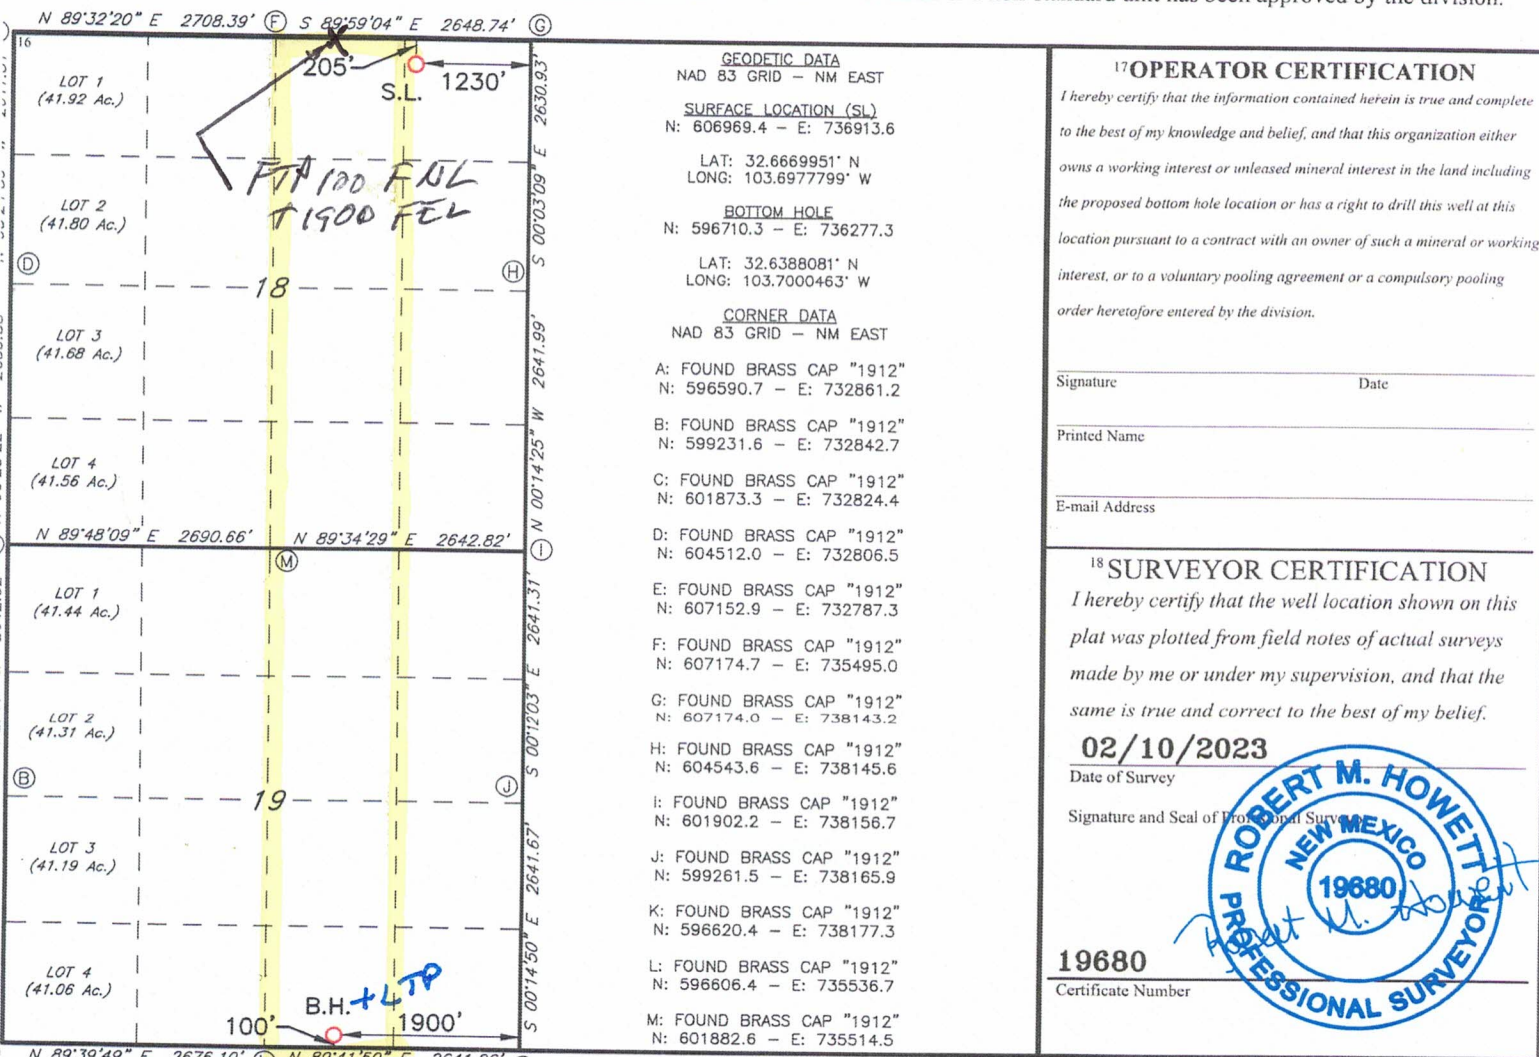 N 89°32'20" E 2708.39' F S 89°59'04" E 2648.74' G
16
LOT 1
(41.92 Ac.)
205'
S.L.
1230'
S 00°03'09" E 2630.93'
FTP 100 FNL
+ 1900 FEL
LOT 2
(41.80 Ac.)
D
H
18
LOT 3
(41.68 Ac.)
N 00°14'25" W 2641.99'
LOT 4
(41.56 Ac.)
N 89°48'09" E 2690.66' N 89°34'29" E 2642.82'
I
M
LOT 1
(41.44 Ac.)
S 00°12'03" E 2641.31'
LOT 2
(41.31 Ac.)
B
J
19
LOT 3
(41.19 Ac.)
S 00°14'50" E 2641.67'
LOT 4
(41.06 Ac.)
B.H. + LTP
100'
1900'
GEODETIC DATA
NAD 83 GRID – NM EAST
SURFACE LOCATION (SL)
N: 606969.4 – E: 736913.6
LAT: 32.6669951° N
LONG: 103.6977799° W
BOTTOM HOLE
N: 596710.3 – E: 736277.3
LAT: 32.6388081° N
LONG: 103.7000463° W
CORNER DATA
NAD 83 GRID – NM EAST
A: FOUND BRASS CAP "1912"
N: 596590.7 – E: 732861.2
B: FOUND BRASS CAP "1912"
N: 599231.6 – E: 732842.7
C: FOUND BRASS CAP "1912"
N: 601873.3 – E: 732824.4
D: FOUND BRASS CAP "1912"
N: 604512.0 – E: 732806.5
E: FOUND BRASS CAP "1912"
N: 607152.9 – E: 732787.3
F: FOUND BRASS CAP "1912"
N: 607174.7 – E: 735495.0
G: FOUND BRASS CAP "1912"
N: 607174.0 – E: 738143.2
H: FOUND BRASS CAP "1912"
N: 604543.6 – E: 738145.6
I: FOUND BRASS CAP "1912"
N: 601902.2 – E: 738156.7
J: FOUND BRASS CAP "1912"
N: 599261.5 – E: 738165.9
K: FOUND BRASS CAP "1912"
N: 596620.4 – E: 738177.3
L: FOUND BRASS CAP "1912"
N: 596606.4 – E: 735536.7
M: FOUND BRASS CAP "1912"
N: 601882.6 – E: 735514.5
17 OPERATOR CERTIFICATION
I hereby certify that the information contained herein is true and complete
to the best of my knowledge and belief, and that this organization either
owns a working interest or unleased mineral interest in the land including
the proposed bottom hole location or has a right to drill this well at this
location pursuant to a contract with an owner of such a mineral or working
interest, or to a voluntary pooling agreement or a compulsory pooling
order heretofore entered by the division.
Signature Date
Printed Name
E-mail Address
18 SURVEYOR CERTIFICATION
I hereby certify that the well location shown on this
plat was plotted from field notes of actual surveys
made by me or under my supervision, and that the
same is true and correct to the best of my belief.
02/10/2023
Date of Survey
Signature and Seal of Professional Surveyor
ROBERT M. HOWETT
NEW MEXICO
19680
PROFESSIONAL SURVEYOR
Robert M. Howett
19680
Certificate Number